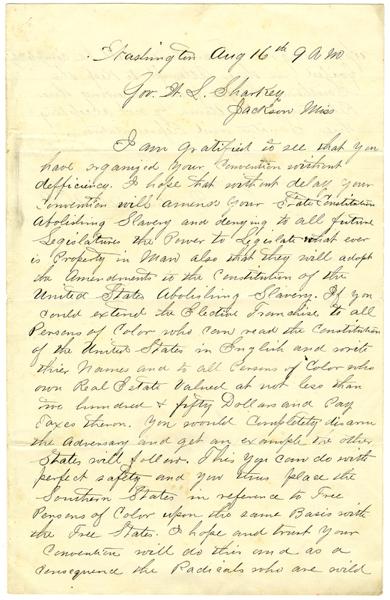 Washington Aug 16th 9 A M
Gov. W. L. Sharkey
Jackson Miss
I am gratified to see that you
have organized your Convention without
defficiency. I hope that without delay your
Convention will amend your State Constitution
Abolishing Slavery and denying to all future
Legislatures the Power to Legislate that
is Property in Man also that they will adopt
the Amendments to the Constitution of the
United States Abolishing Slavery. If you
could extend the Elective Franchise to all
Persons of Color who can read the Constitution
of the United States in English and write
thier Names and to all Persons of Color who
own Real Estate Valued at not less than
two hundred & fifty Dollars and Pay
Taxes theron. You would completely disarm
the Adversary and set an example the other
States will follow. This you can do with
perfect safety and you thus place the
Southern States in reference to Free
Persons of Color upon the same Basis with
the Free States. I hope and trust your
Convention will do this and as a
Consequence the Radicals who are wild